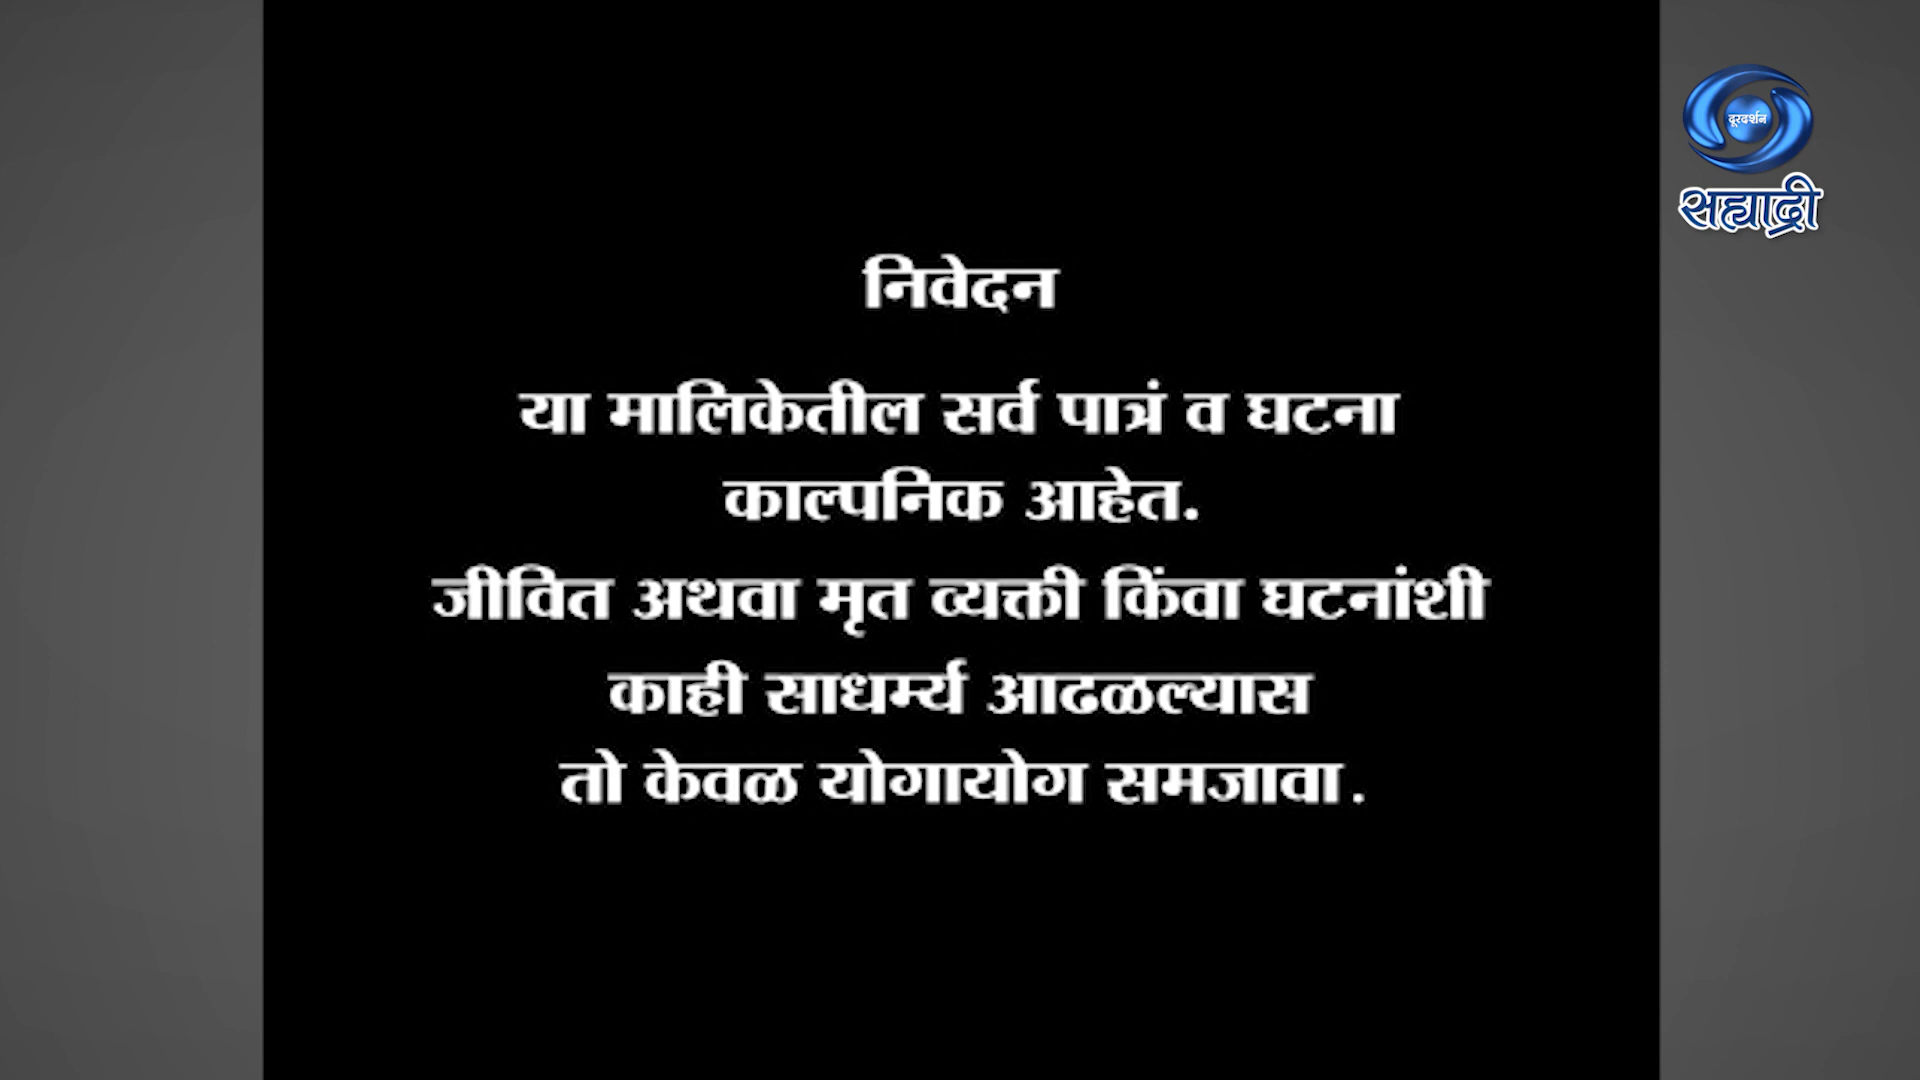 दूरदर्शन
सह्याद्री
निवेदन
या मालिकेतील सर्व पात्रं व घटना
काल्पनिक आहेत.
जीवित अथवा मृत व्यक्ती किंवा घटनांशी
काही साधर्म्य आढळल्यास
तो केवळ योगायोग समजावा.